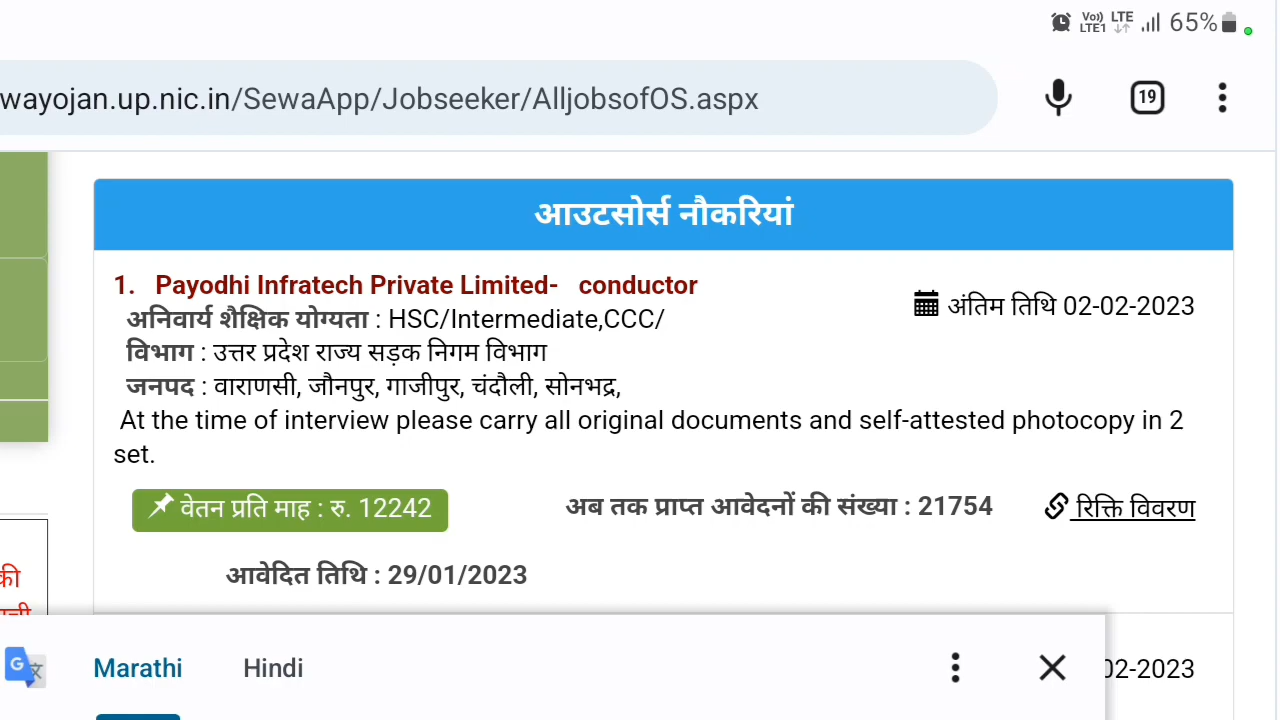 Vo)) LTE1 LTE 65%
wayojan.up.nic.in/SewaApp/Jobseeker/AlljobsofOS.aspx 19
आउटसोर्स नौकरियां
1. Payodhi Infratech Private Limited- conductor
अनिवार्य शैक्षिक योग्यता : HSC/Intermediate,CCC/
अंतिम तिथि 02-02-2023
विभाग : उत्तर प्रदेश राज्य सड़क निगम विभाग
जनपद : वाराणसी, जौनपुर, गाजीपुर, चंदौली, सोनभद्र,
At the time of interview please carry all original documents and self-attested photocopy in 2
set.
वेतन प्रति माह : रु. 12242 अब तक प्राप्त आवेदनों की संख्या : 21754 रिक्ति विवरण
आवेदित तिथि : 29/01/2023
की
Marathi Hindi 02-2023